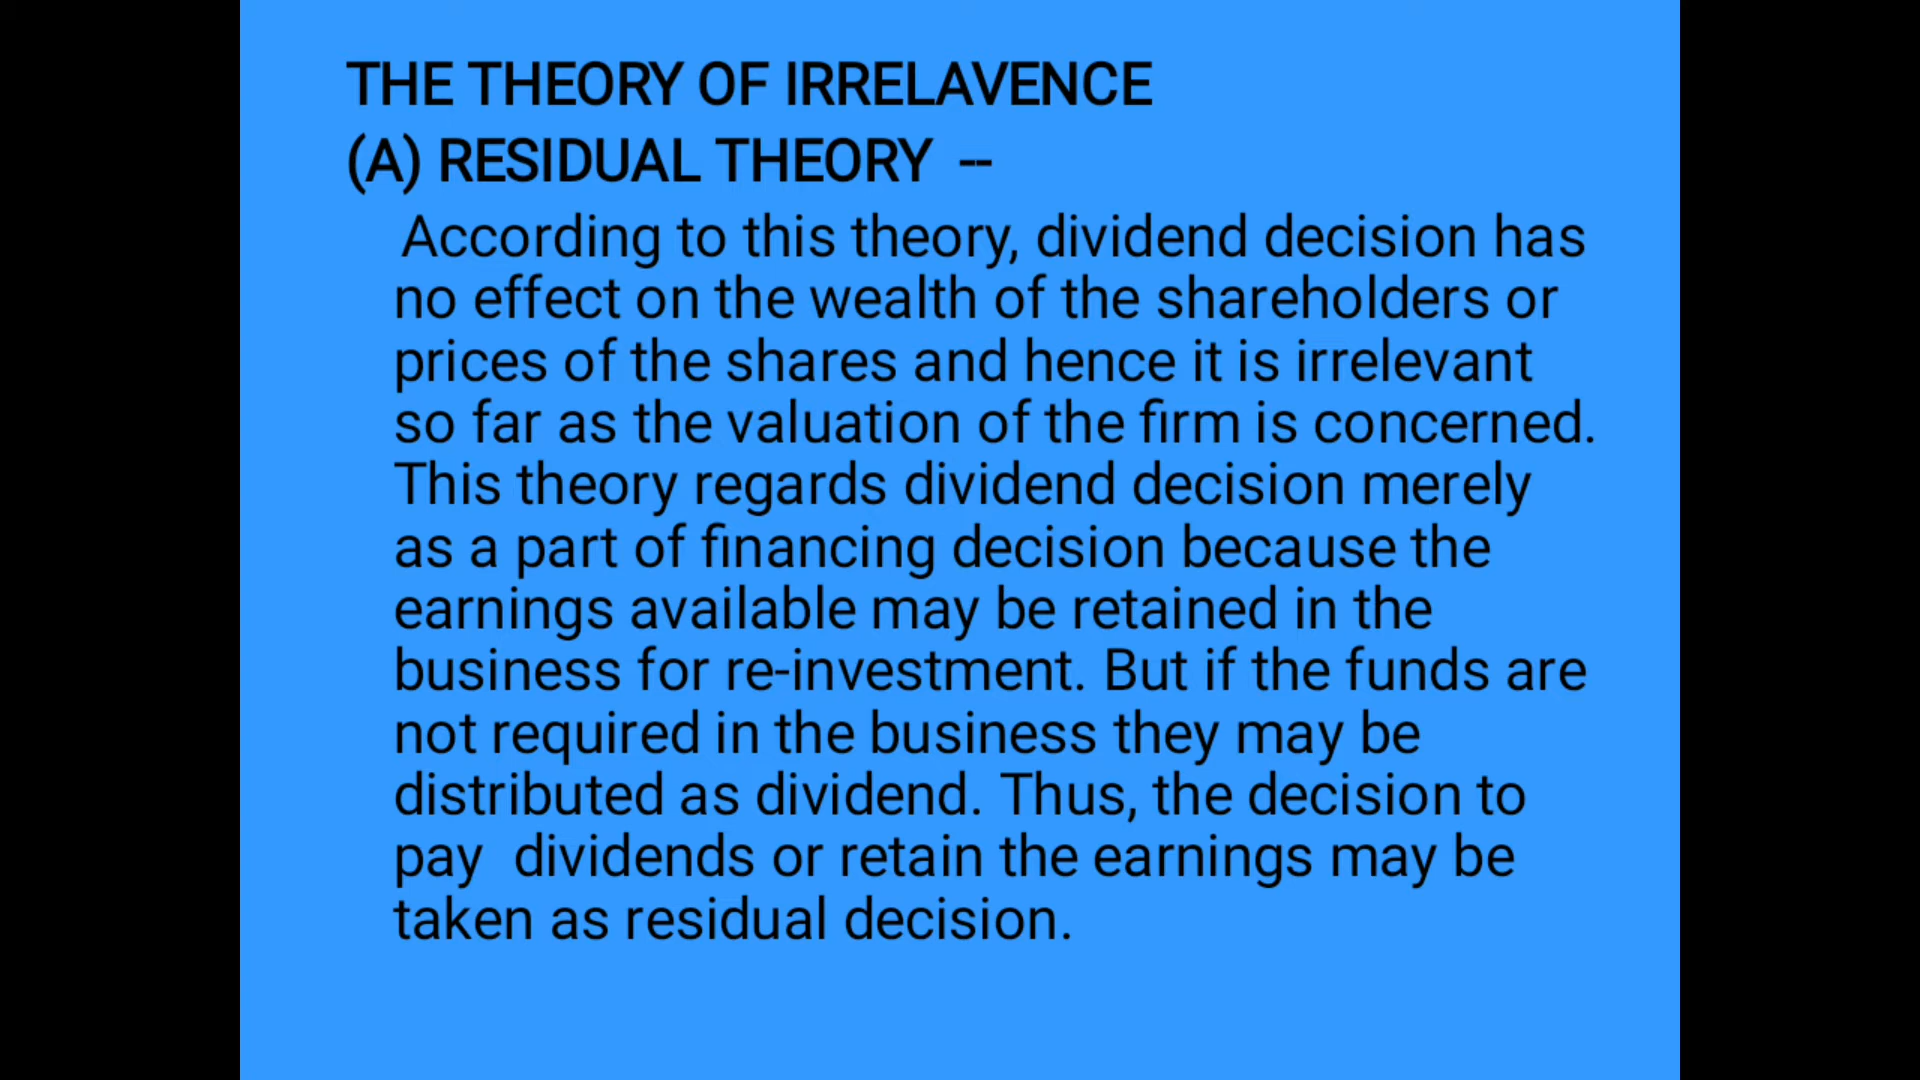 THE THEORY OF IRRELAVENCE
(A) RESIDUAL THEORY --
According to this theory, dividend decision has
no effect on the wealth of the shareholders or
prices of the shares and hence it is irrelevant
so far as the valuation of the firm is concerned.
This theory regards dividend decision merely
as a part of financing decision because the
earnings available may be retained in the
business for re-investment. But if the funds are
not required in the business they may be
distributed as dividend. Thus, the decision to
pay  dividends or retain the earnings may be
taken as residual decision.